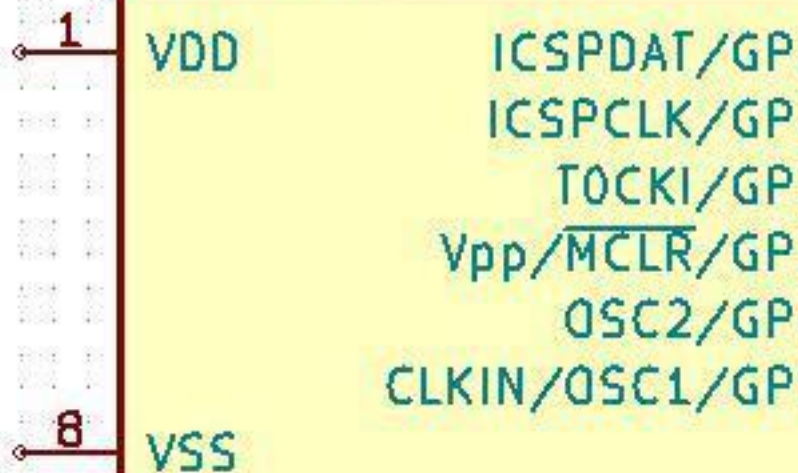 1 VDD ICSPDAT/GP
ICSPCLK/GP
T0CKI/GP
Vpp/MCLR/GP
OSC2/GP
CLKIN/OSC1/GP
8 VSS